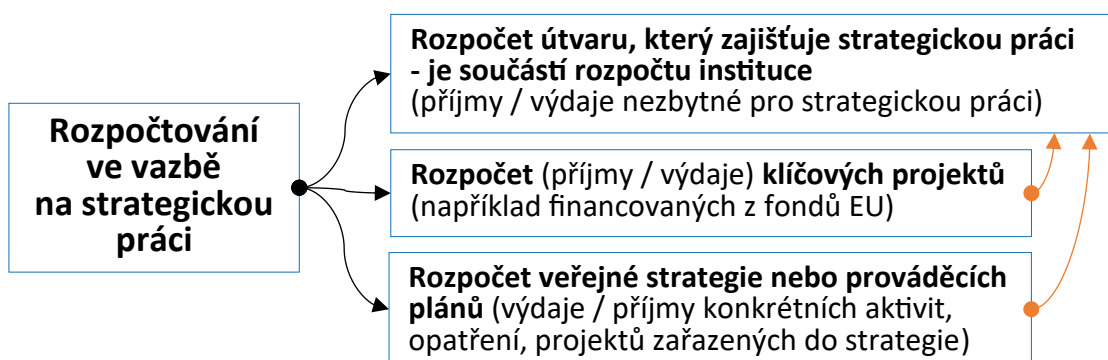 Rozpočtování
ve vazbě
na strategickou
práci
Rozpočet útvaru, který zajišťuje strategickou práci
- je součástí rozpočtu instituce
(příjmy / výdaje nezbytné pro strategickou práci)
Rozpočet (příjmy / výdaje) klíčových projektů
(například financovaných z fondů EU)
Rozpočet veřejné strategie nebo prováděcích
plánů (výdaje / příjmy konkrétních aktivit,
opatření, projektů zařazených do strategie)